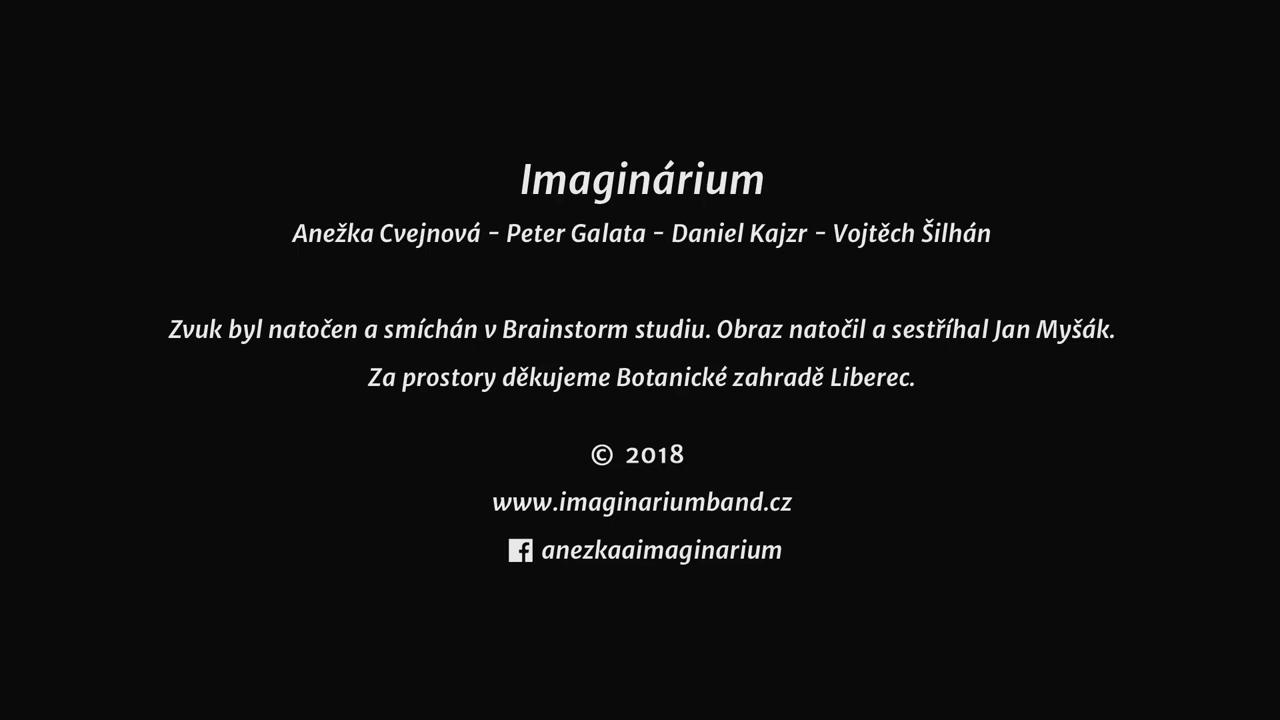 Imaginárium
Anežka Cvejnová - Peter Galata - Daniel Kajzr - Vojtěch Šilhán
Zvuk byl natočen a smíchán v Brainstorm studiu. Obraz natočil a sestříhal Jan Myšák.
Za prostory děkujeme Botanické zahradě Liberec.
© 2018
www.imaginariumband.cz
anezkaaimaginarium